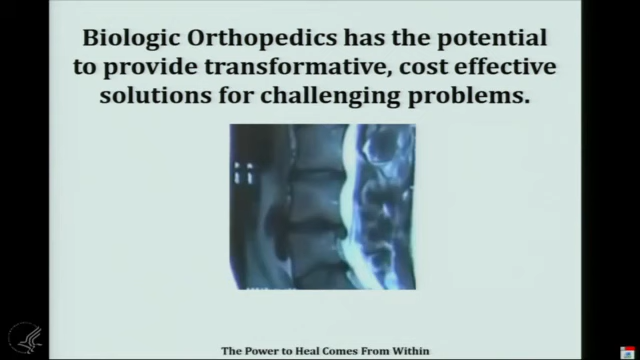 Biologic Orthopedics has the potential
to provide transformative, cost effective
solutions for challenging problems.
The Power to Heal Comes From Within